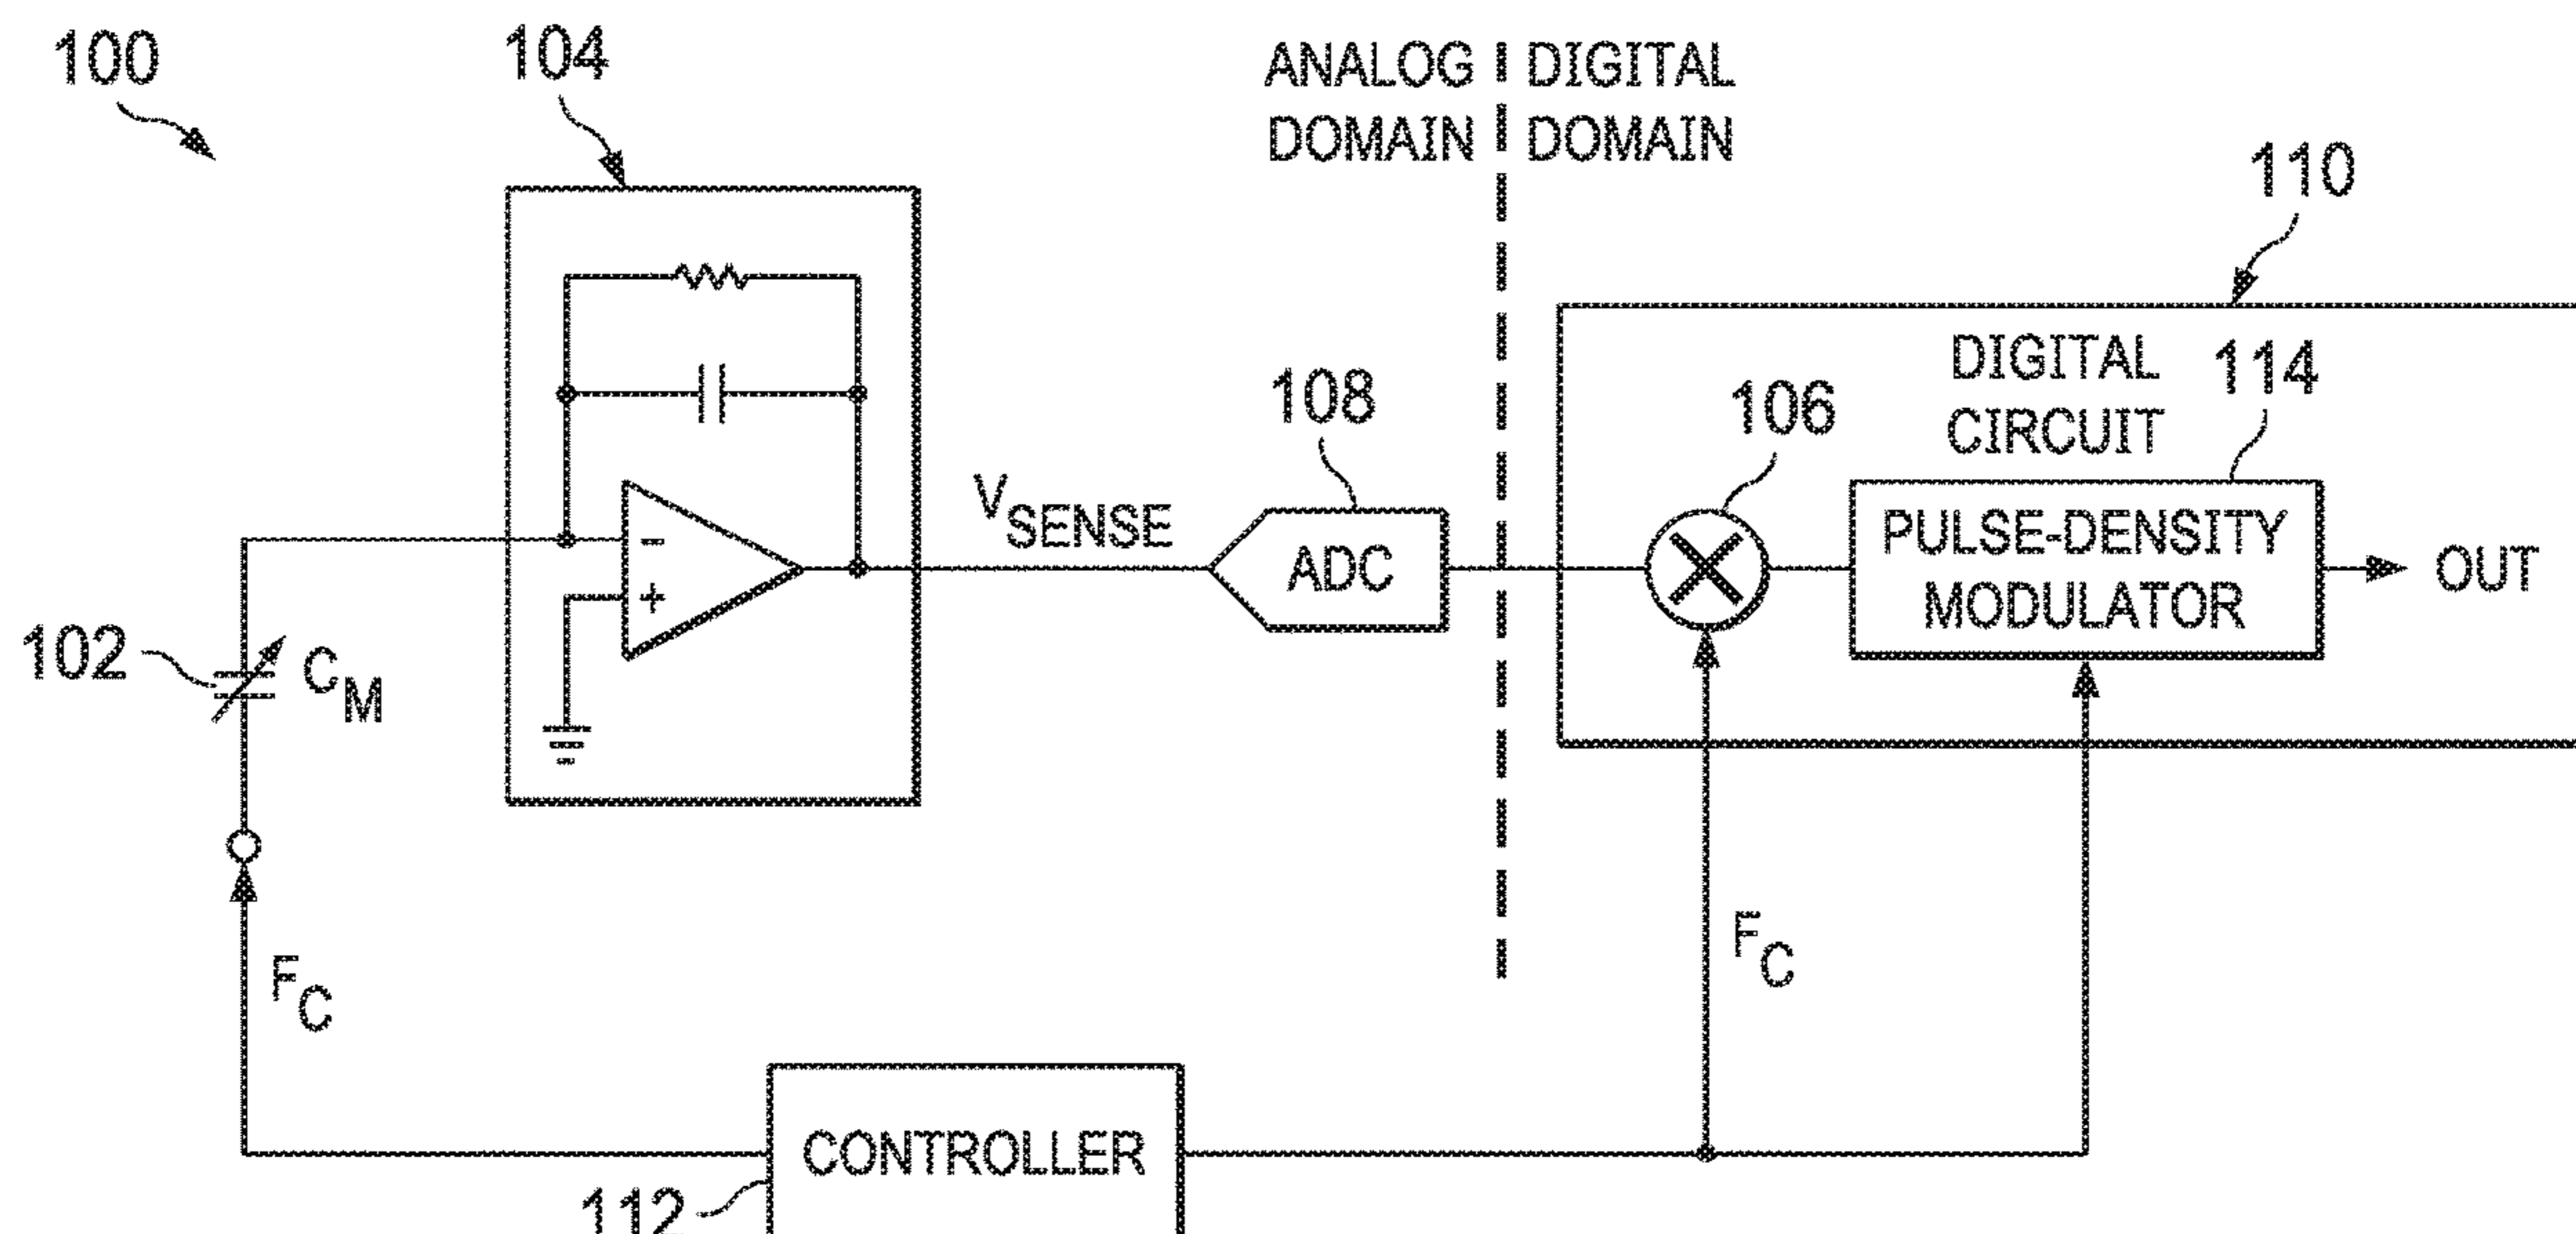 100
104
ANALOG DIGITAL
DOMAIN DOMAIN
110
DIGITAL
CIRCUIT
114
108
106
VSENSE
ADC
PULSE-DENSITY
MODULATOR
OUT
-
+
102
CM
FC
FC
CONTROLLER
112